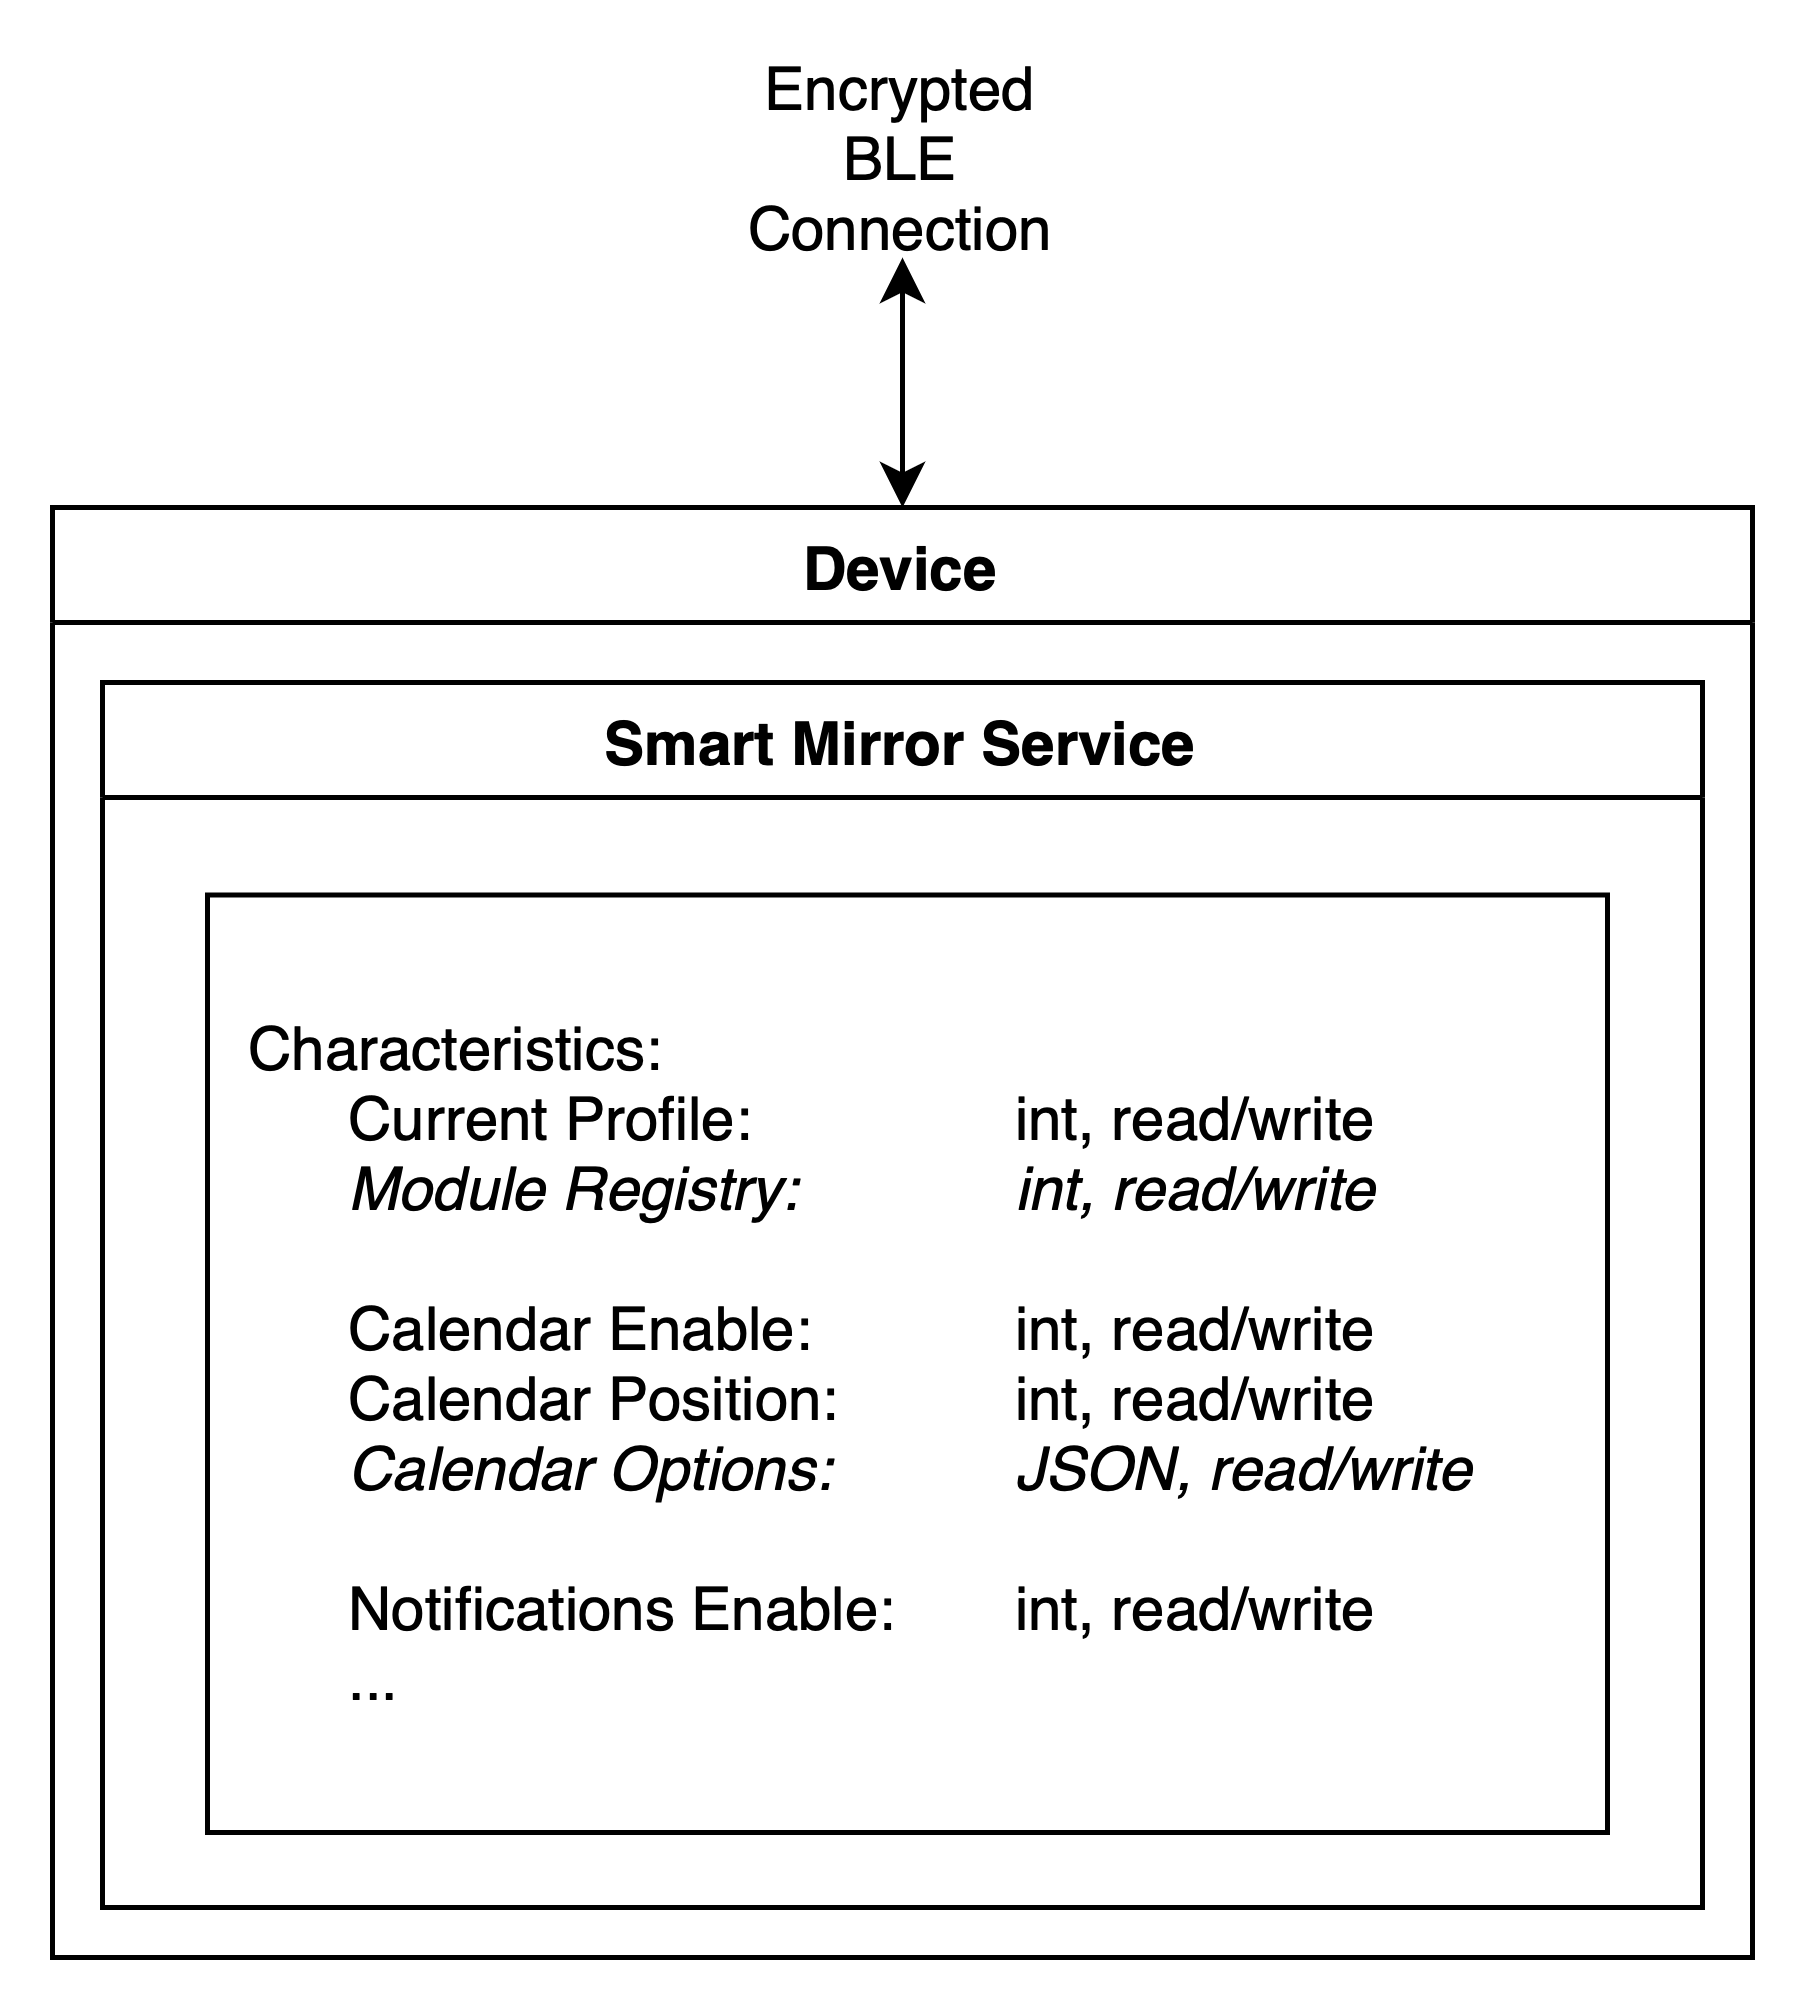 Encrypted
BLE
Connection
Device
Smart Mirror Service
Characteristics:
Current Profile: int, read/write
Module Registry: int, read/write
Calendar Enable: int, read/write
Calendar Position: int, read/write
Calendar Options: JSON, read/write
Notifications Enable: int, read/write
...